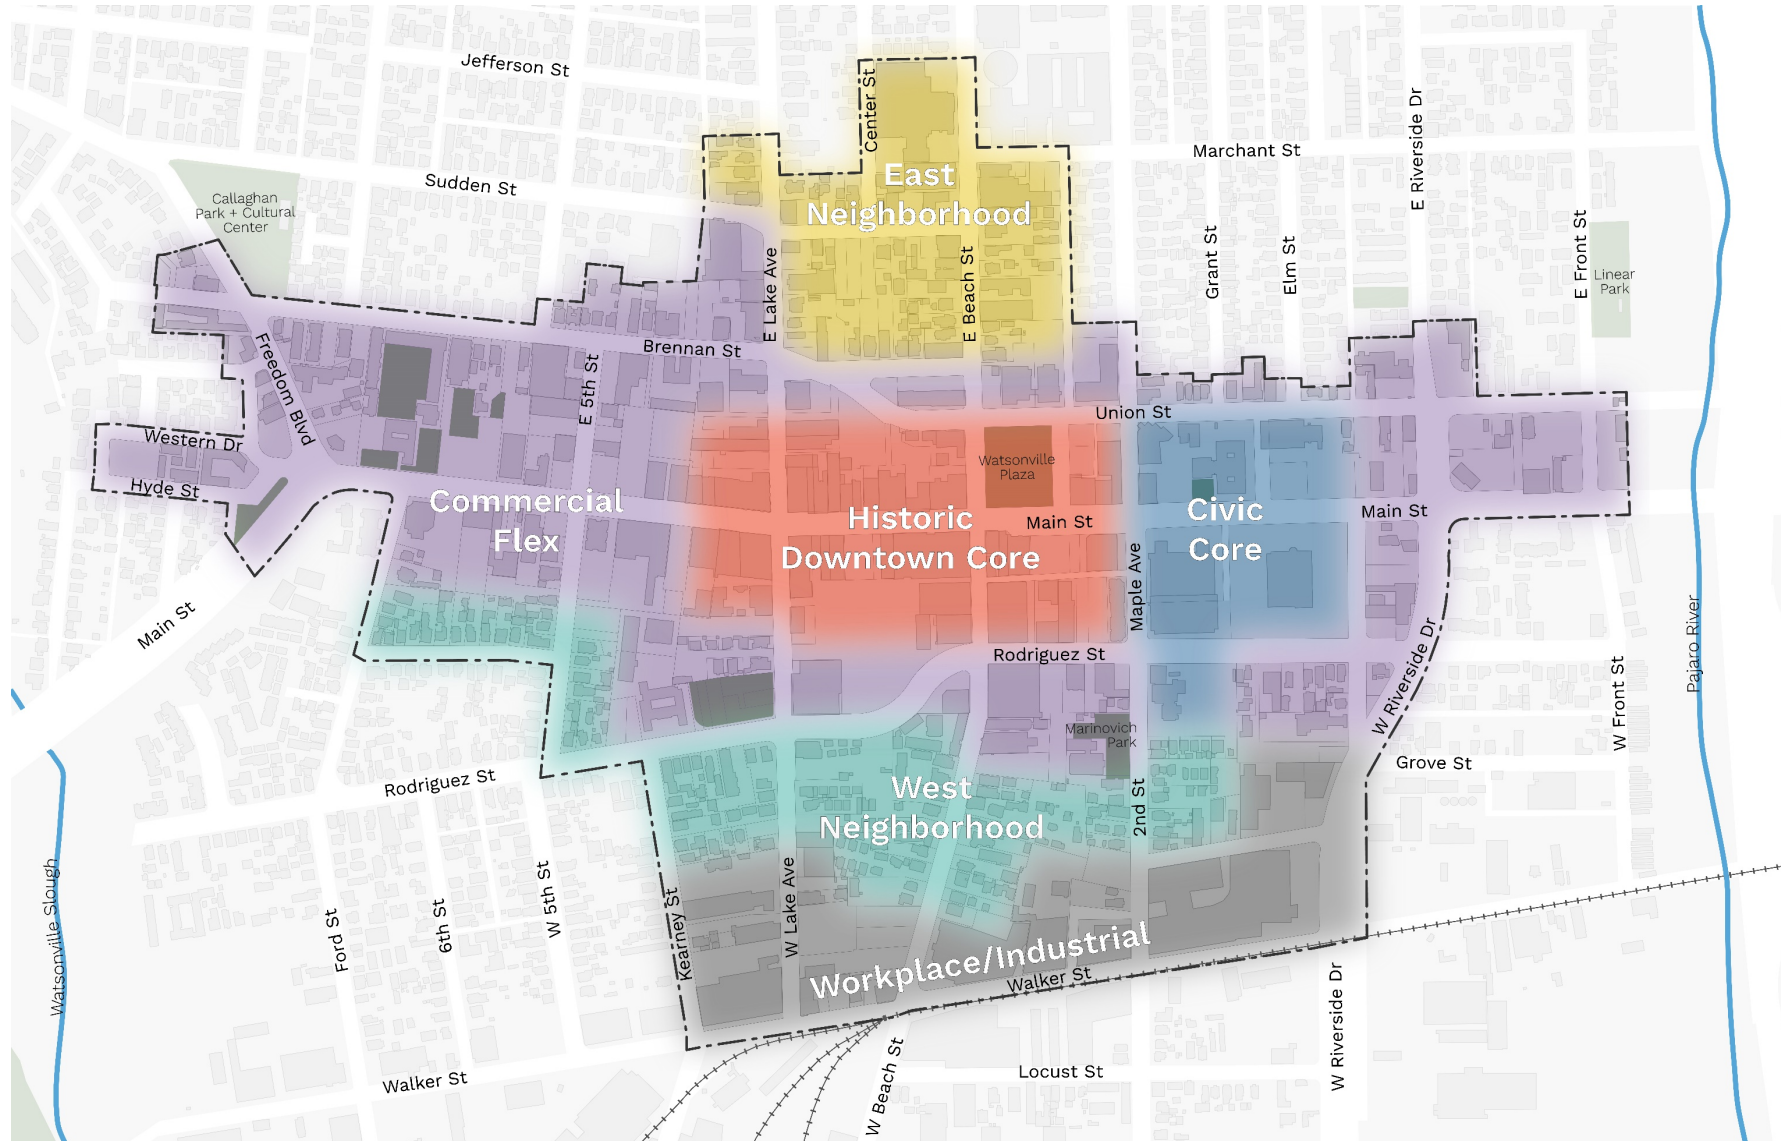 Jefferson St
Center St
E Riverside Dr
Marchant St
Sudden St
East
Neighborhood
Callaghan
Park + Cultural
Center
E Lake Ave
E Beach St
Grant St
Elm St
E Front St
Linear
Park
Freedom Blvd
Brennan St
E 5th St
Union St
Western Dr
Hyde St
Watsonville
Plaza
Commercial
Flex
Historic
Downtown Core
Main St
Civic
Core
Main St
Maple Ave
Main St
Rodriguez St
W Riverside Dr
Pajaro River
W Front St
Marinovich
Park
Rodriguez St
Grove St
West
Neighborhood
2nd St
Watsonville Slough
Ford St
6th St
W 5th St
Kearney St
W Lake Ave
Workplace/Industrial
Walker St
W Riverside Dr
Walker St
W Beach St
Locust St